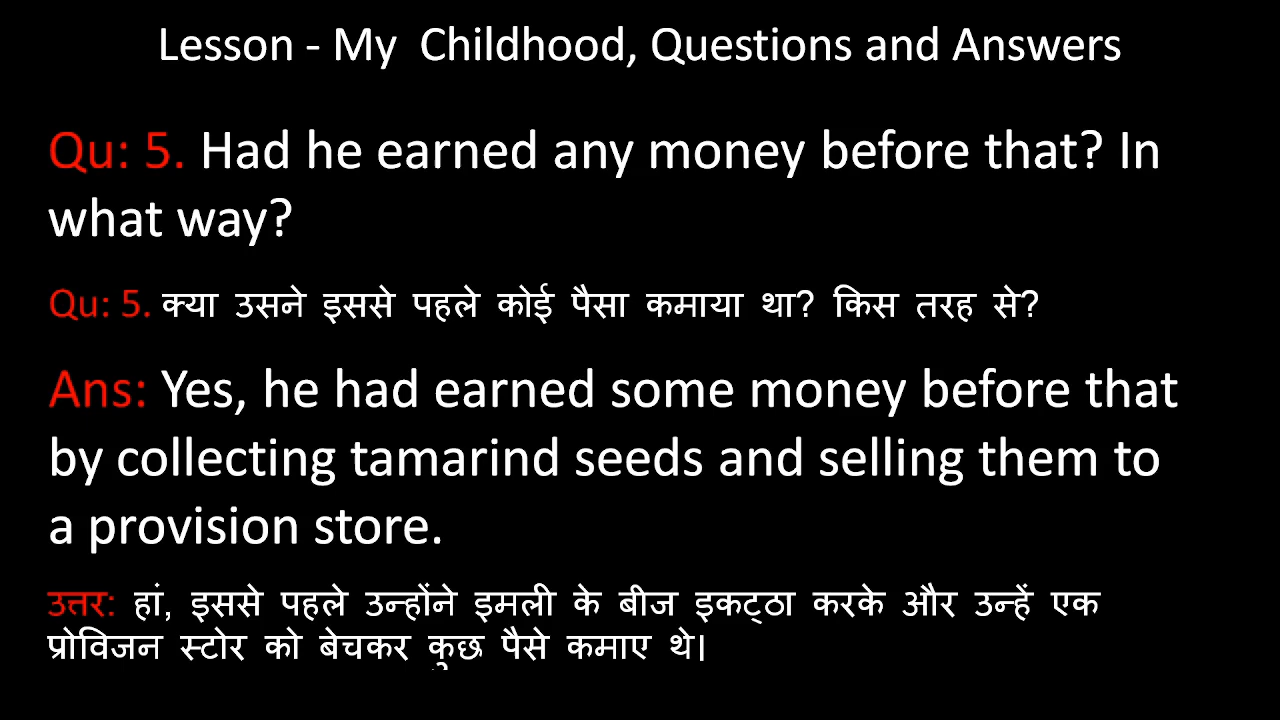 Lesson - My Childhood, Questions and Answers
Qu: 5. Had he earned any money before that? In
what way?
Qu: 5. क्या उसने इससे पहले कोई पैसा कमाया था? किस तरह से?
Ans: Yes, he had earned some money before that
by collecting tamarind seeds and selling them to
a provision store.
उत्तर: हां, इससे पहले उन्होंने इमली के बीज इकट्ठा करके और उन्हें एक
प्रोविजन स्टोर को बेचकर कुछ पैसे कमाए थे।